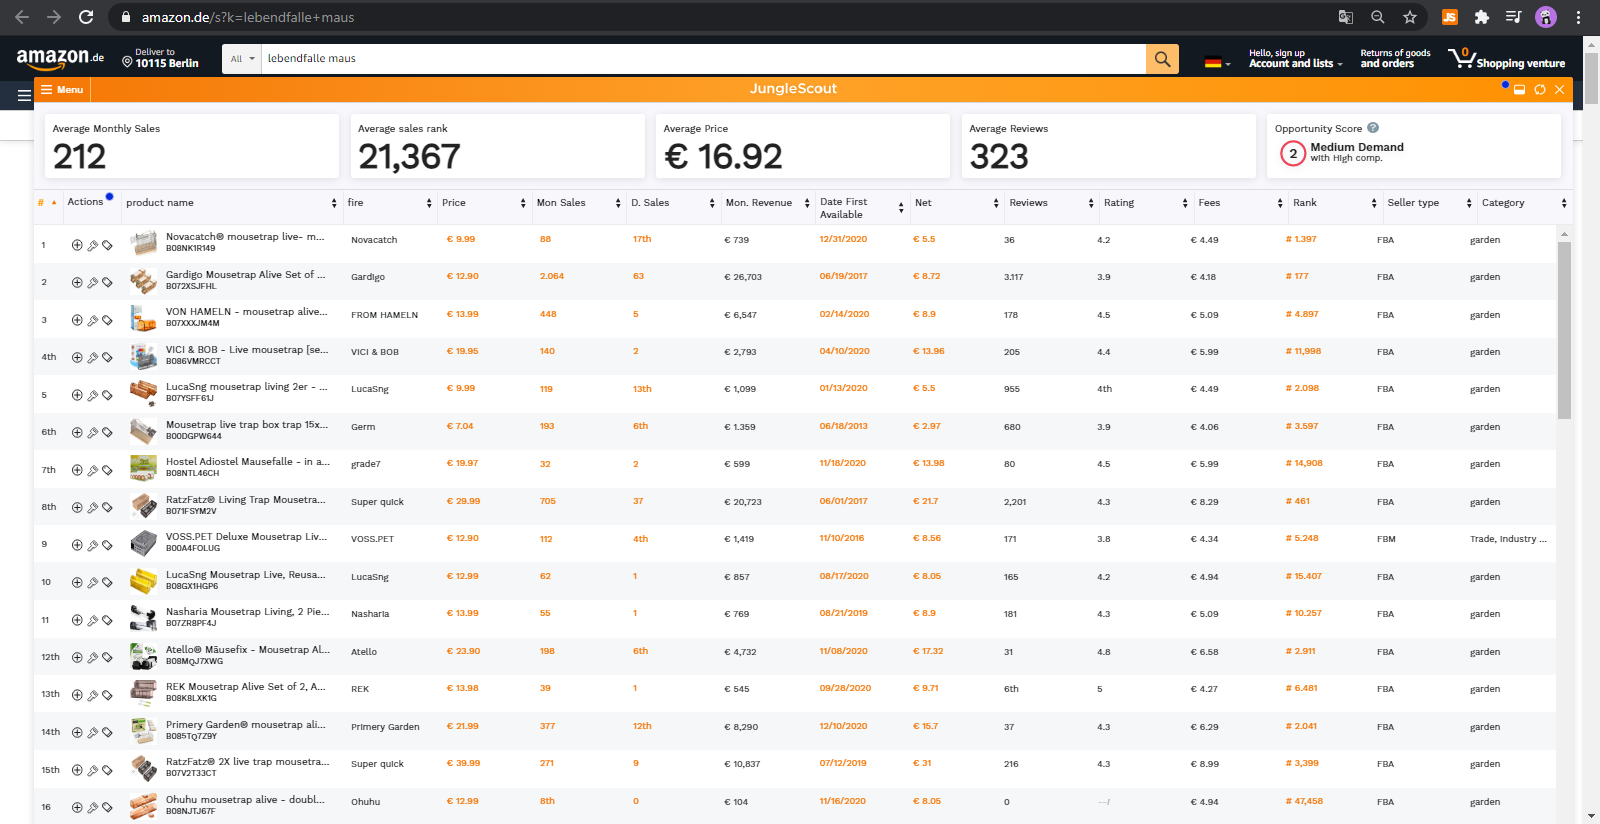 amazon.de/s?k=lebendfalle+maus
JS
amazon.de
Deliver to
10115 Berlin
All
lebendfalle maus
Hello, sign up
Account and lists
Returns of goods
and orders
0
Shopping venture
Menu
JungleScout
Average Monthly Sales
212
Average sales rank
21,367
Average Price
€ 16.92
Average Reviews
323
Opportunity Score
2
Medium Demand
with High comp.
# Actions product name fire Price Mon Sales D. Sales Mon. Revenue Date First Available Net Reviews Rating Fees Rank Seller type Category
1 Novacatch® mousetrap live- m... Novacatch € 9.99 88 17th € 739 12/31/2020 € 5.5 36 4.2 € 4.49 # 1.397 FBA garden
B08NK1R149
2 Gardigo Mousetrap Alive Set of ... Gardigo € 12.90 2.064 63 € 26,703 06/19/2017 € 8.72 3.117 3.9 € 4.18 # 177 FBA garden
B072XSJFHL
3 VON HAMELN - mousetrap alive... FROM HAMELN € 13.99 448 5 € 6,547 02/14/2020 € 8.9 178 4.5 € 5.09 # 4.897 FBA garden
B07XXXJM4M
4th VICI & BOB - Live mousetrap [se... VICI & BOB € 19.95 140 2 € 2,793 04/10/2020 € 13.96 205 4.4 € 5.99 # 11,998 FBA garden
B086VMRCCT
5 LucaSng mousetrap living 2er - ... LucaSng € 9.99 119 13th € 1,099 01/13/2020 € 5.5 955 4th € 4.49 # 2.098 FBA garden
B07YSFF61J
6th Mousetrap live trap box trap 15x... Germ € 7.04 193 6th € 1.359 06/18/2013 € 2.97 680 3.9 € 4.06 # 3.597 FBA garden
B00DGPW644
7th Hostel Adiostel Mausefalle - in a... grade7 € 19.97 32 2 € 599 11/18/2020 € 13.98 80 4.5 € 5.99 # 14,908 FBA garden
B08NTL46CH
8th RatzFatz® Living Trap Mousetra... Super quick € 29.99 705 37 € 20,723 06/01/2017 € 21.7 2,201 4.3 € 8.29 # 461 FBA garden
B071FSYM2V
9 VOSS.PET Deluxe Mousetrap Liv... VOSS.PET € 12.90 112 4th € 1,419 11/10/2016 € 8.56 171 3.8 € 4.34 # 5.248 FBM Trade, Industry ...
B00A4FOLUG
10 LucaSng Mousetrap Live, Reusa... LucaSng € 12.99 62 1 € 857 08/17/2020 € 8.05 165 4.2 € 4.94 # 15.407 FBA garden
B08GX1HGP6
11 Nasharia Mousetrap Living, 2 Pie... Nasharia € 13.99 55 1 € 769 08/21/2019 € 8.9 181 4.3 € 5.09 # 10.257 FBA garden
B07ZR8PF4J
12th Atello® Mäusefix - Mousetrap Al... Atello € 23.90 198 6th € 4,732 11/08/2020 € 17.32 31 4.8 € 6.58 # 2.911 FBA garden
B08MQJ7XWG
13th REK Mousetrap Alive Set of 2, A... REK € 13.98 39 1 € 545 09/28/2020 € 9.71 6th 5 € 4.27 # 6.481 FBA garden
B08K8LXK1G
14th Primery Garden® mousetrap ali... Primery Garden € 21.99 377 12th € 8,290 12/10/2020 € 15.7 37 4.3 € 6.29 # 2.041 FBA garden
B085TQ7Z9Y
15th RatzFatz® 2X live trap mousetra... Super quick € 39.99 271 9 € 10,837 07/12/2019 € 31 216 4.3 € 8.99 # 3,399 FBA garden
B07V2T33CT
16 Ohuhu mousetrap alive - doubl... Ohuhu € 12.99 8th 0 € 104 11/16/2020 € 8.05 0 --/ € 4.94 # 47,458 FBA garden
B08NJTJ67F